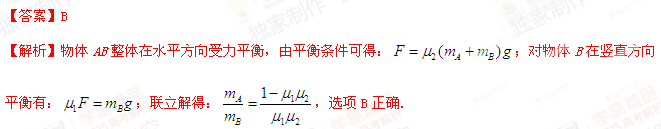 【答案】B
【解析】物体 AB 整体在水平方向受力平衡，由平衡条件可得：F = μ₂(m_A + m_B)g；对物体 B 在竖直方向
平衡有：μ₁F = m_Bg；联立解得：m_A/m_B = (1 − μ₁μ₂)/(μ₁μ₂)，选项 B 正确.